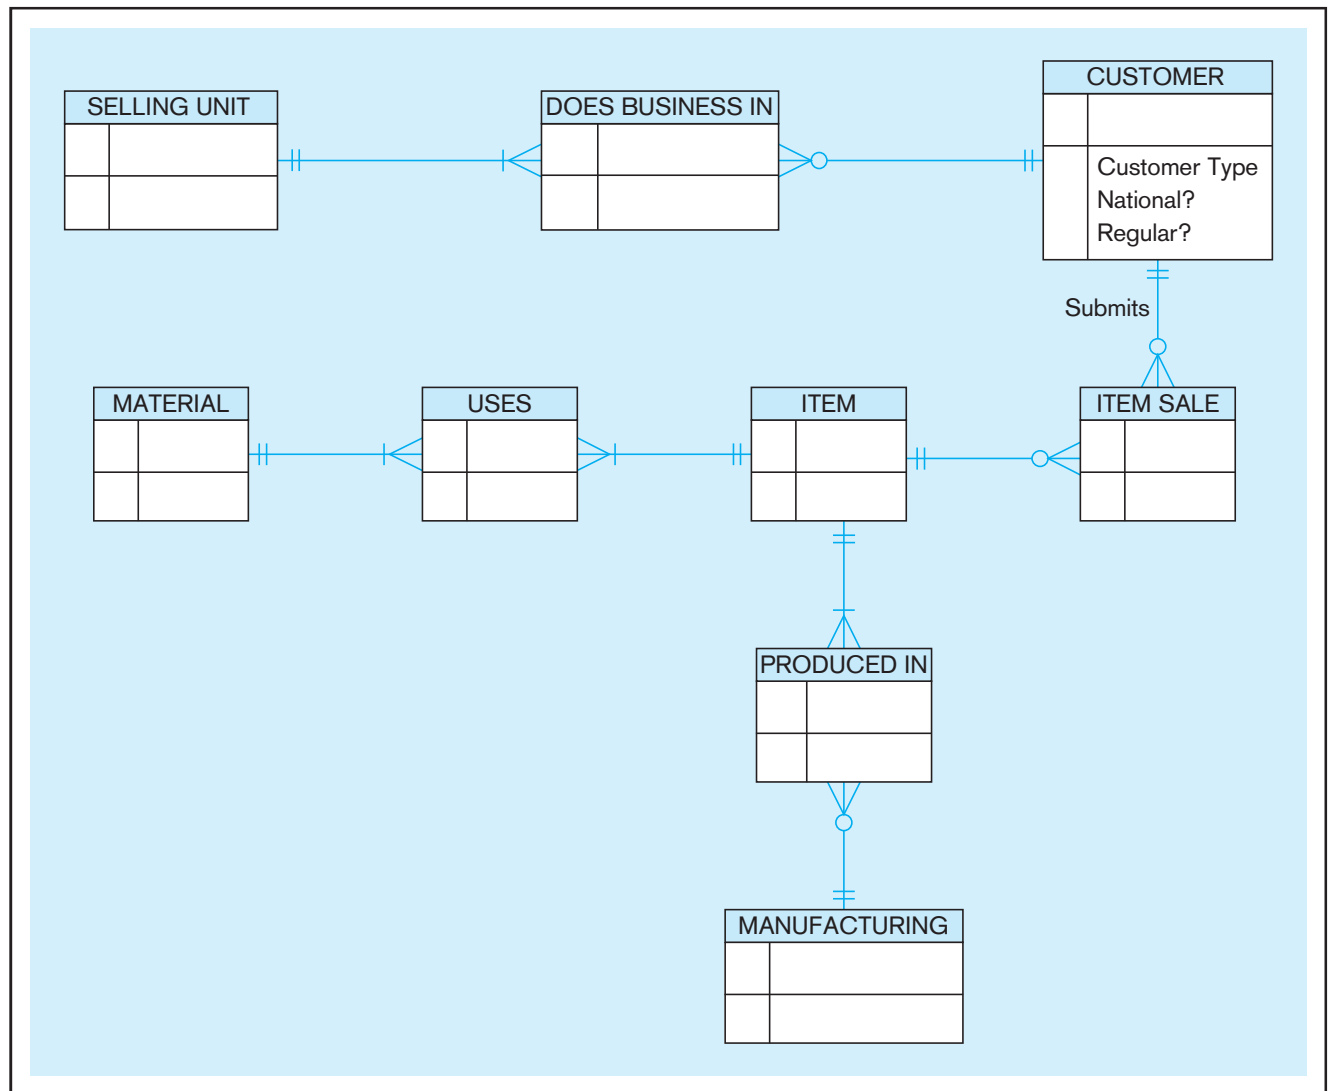 SELLING UNIT
DOES BUSINESS IN
CUSTOMER
Customer Type
National?
Regular?
Submits
MATERIAL
USES
ITEM
ITEM SALE
PRODUCED IN
MANUFACTURING